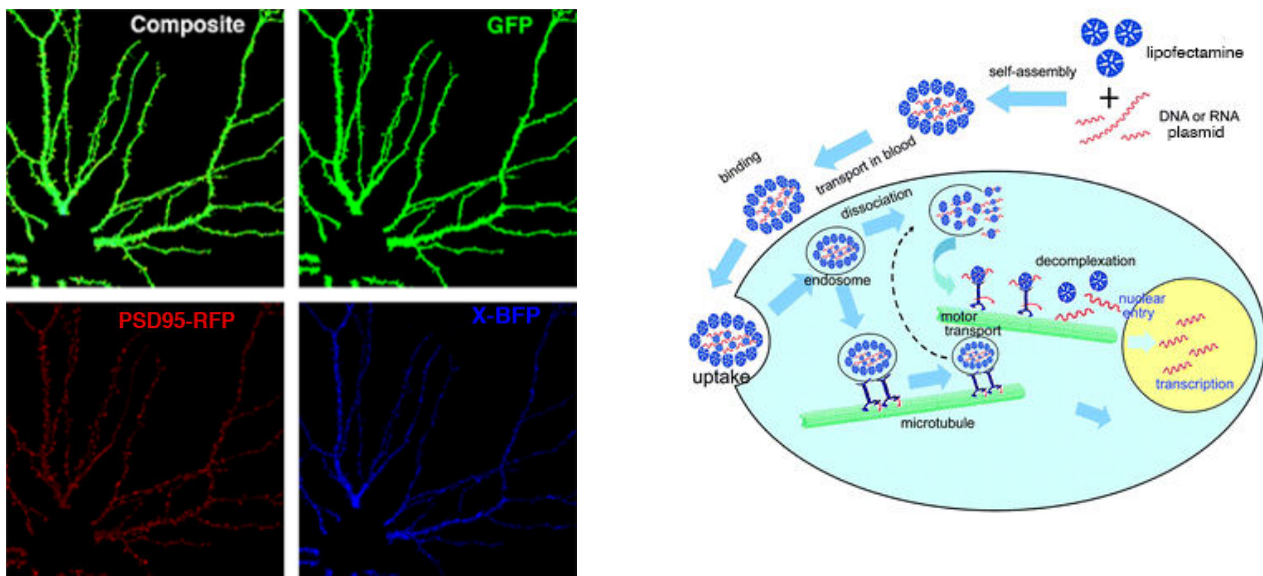 Composite
GFP
PSD95-RFP
X-BFP
lipofectamine
self-assembly
+
DNA or RNA
plasmid
binding
transport in blood
dissociation
endosome
decomplexation
nuclear
entry
motor
transport
uptake
transcription
microtubule